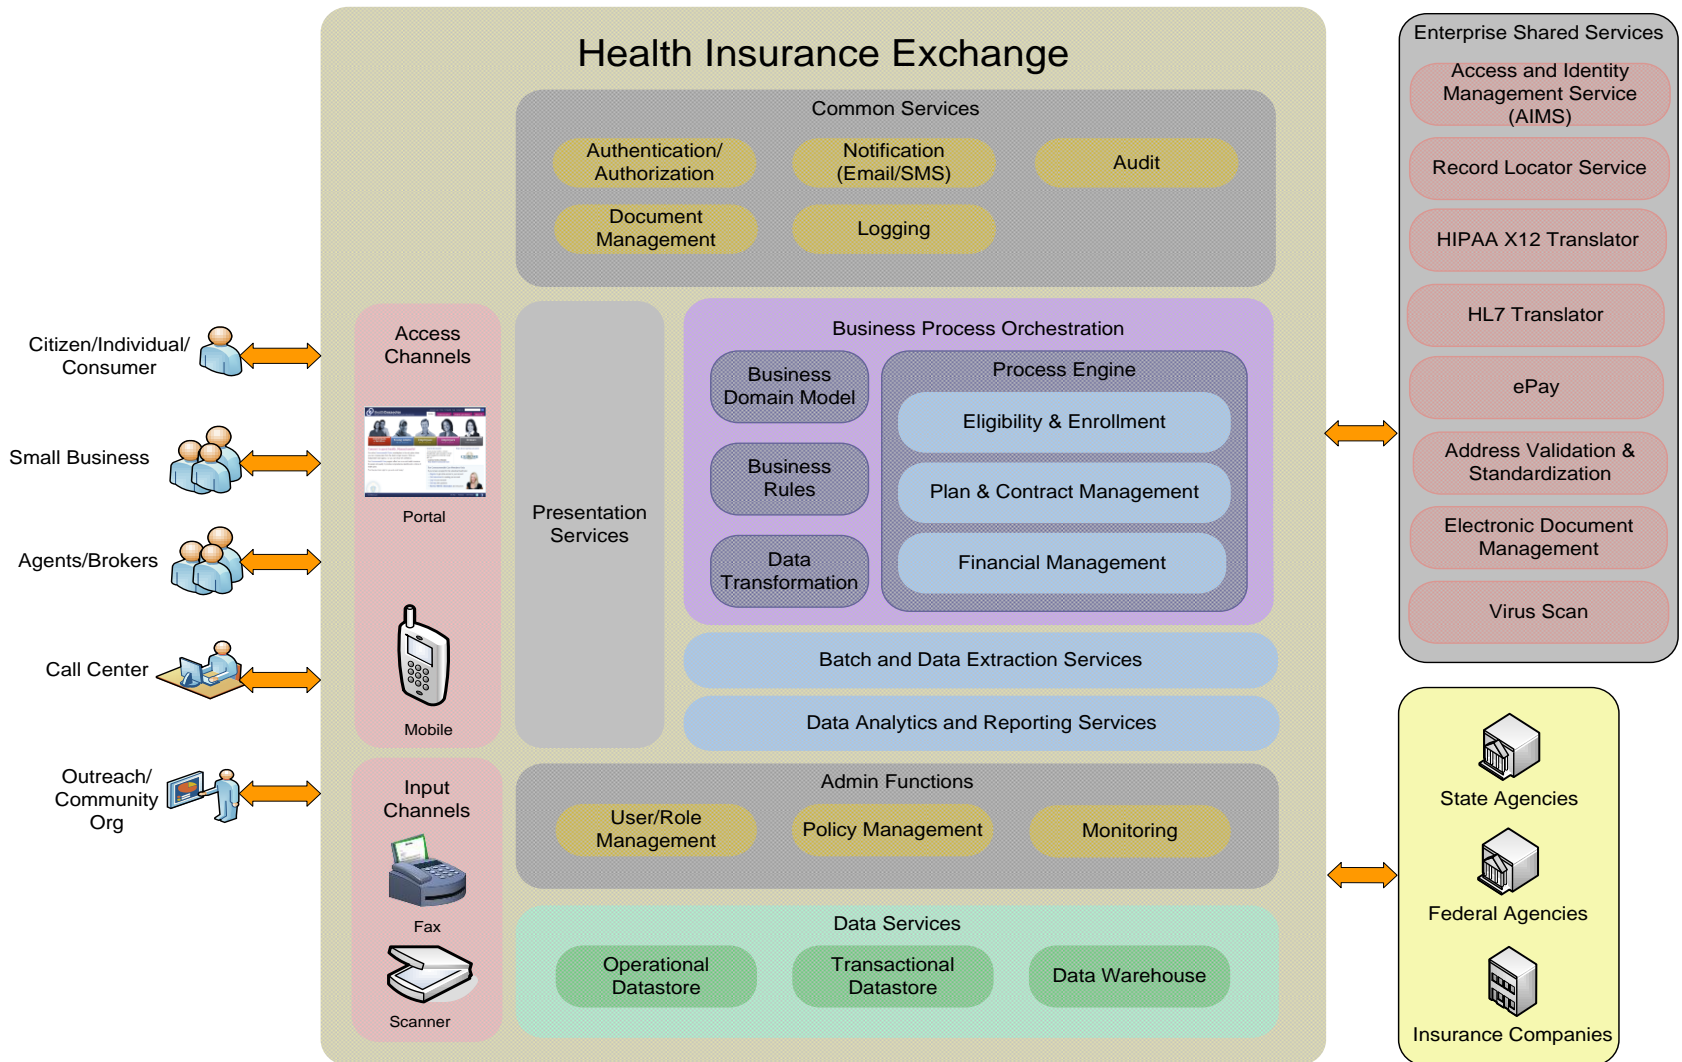 Health Insurance Exchange
Common Services
Authentication/
Authorization
Notification
(Email/SMS)
Audit
Document
Management
Logging
Citizen/Individual/
Consumer
Small Business
Agents/Brokers
Call Center
Outreach/
Community
Org
Access
Channels
Portal
Mobile
Input
Channels
Fax
Scanner
Presentation
Services
Business Process Orchestration
Business
Domain Model
Business
Rules
Data
Transformation
Process Engine
Eligibility & Enrollment
Plan & Contract Management
Financial Management
Batch and Data Extraction Services
Data Analytics and Reporting Services
Admin Functions
User/Role
Management
Policy Management
Monitoring
Data Services
Operational
Datastore
Transactional
Datastore
Data Warehouse
Enterprise Shared Services
Access and Identity
Management Service
(AIMS)
Record Locator Service
HIPAA X12 Translator
HL7 Translator
ePay
Address Validation &
Standardization
Electronic Document
Management
Virus Scan
State Agencies
Federal Agencies
Insurance Companies